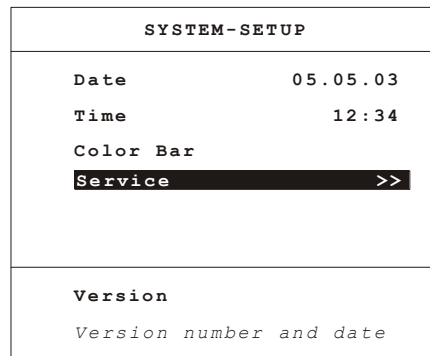 SYSTEM-SETUP
Date 05.05.03
Time 12:34
Color Bar
Service >>
Version
Version number and date